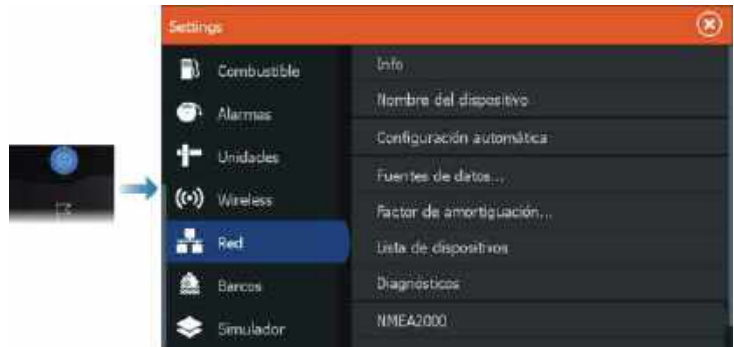 Settings
Combustible
Alarmas
Unidades
Wireless
Red
Barcos
Simulador
Info
Nombre del dispositivo
Configuración automática
Fuentes de datos...
Factor de amortiguación...
Lista de dispositivos
Diagnósticos
NMEA2000